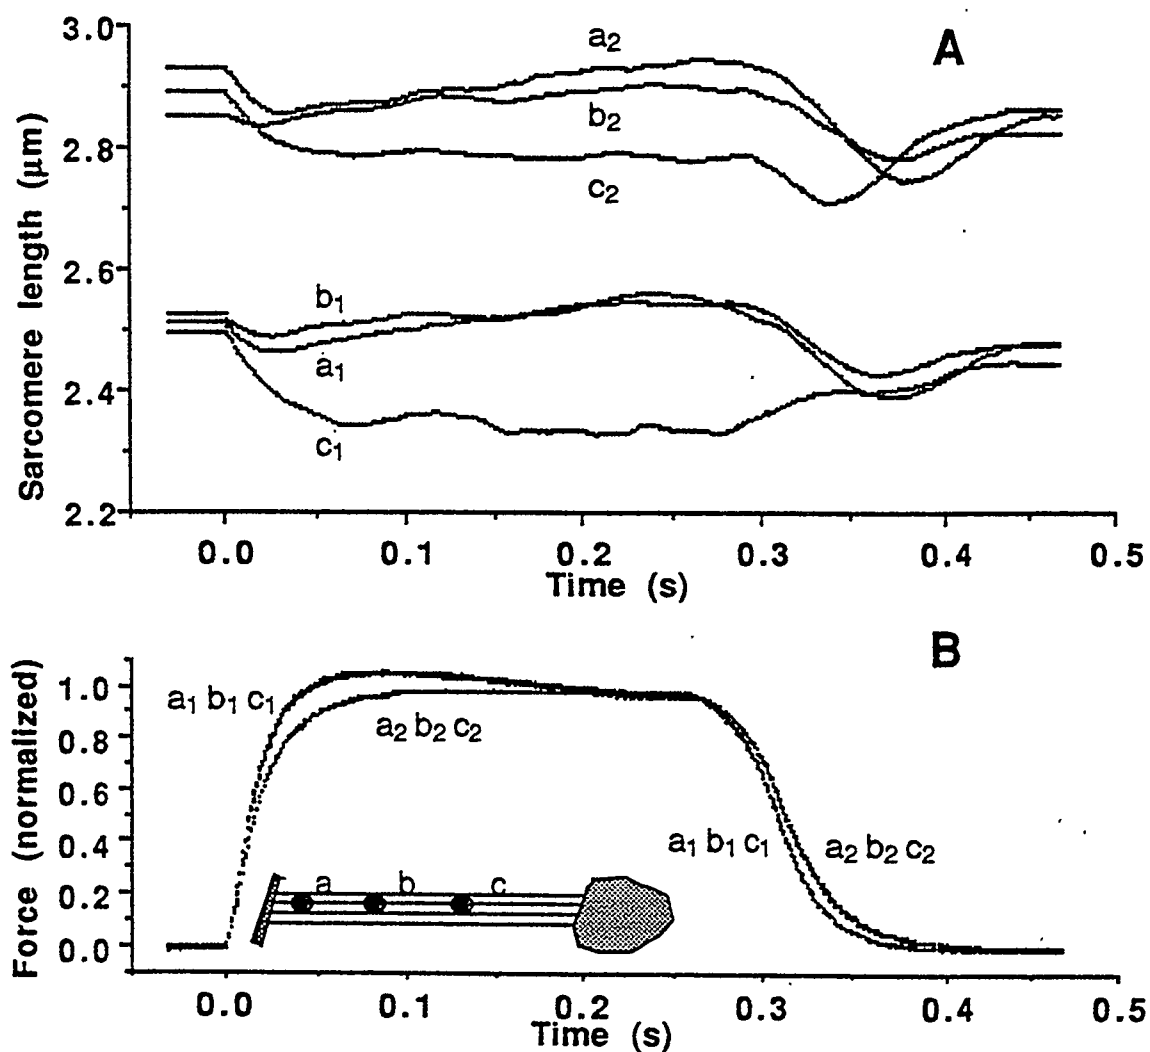 A
3.0
2.8
2.6
2.4
2.2
Sarcomere length (μm)
a2
b2
c2
b1
a1
c1
0.0 0.1 0.2 0.3 0.4 0.5
Time (s)
B
1.0
0.8
0.6
0.4
0.2
0.0
Force (normalized)
a1 b1 c1
a2 b2 c2
a1 b1 c1
a2 b2 c2
a b c
0.0 0.1 0.2 0.3 0.4 0.5
Time (s)